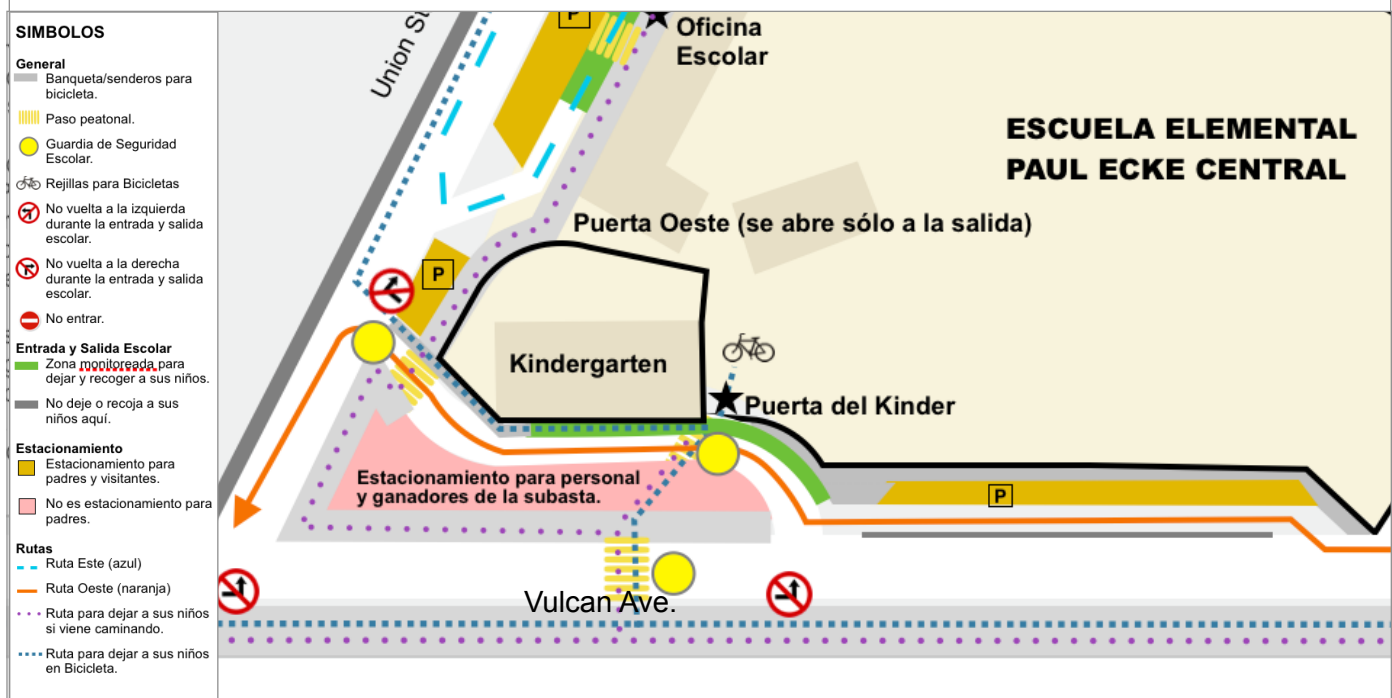 SIMBOLOS
General
Banqueta/senderos para
bicicleta.
Paso peatonal.
Guardia de Seguridad
Escolar.
Rejillas para Bicicletas
No vuelta a la izquierda
durante la entrada y salida
escolar.
No vuelta a la derecha
durante la entrada y salida
escolar.
No entrar.
Entrada y Salida Escolar
Zona monitoreada para
dejar y recoger a sus niños.
No deje o recoja a sus
niños aquí.
Estacionamiento
Estacionamiento para
padres y visitantes.
No es estacionamiento para
padres.
Rutas
Ruta Este (azul)
Ruta Oeste (naranja)
Ruta para dejar a sus niños
si viene caminando.
Ruta para dejar a sus niños
en Bicicleta.
Union
P
Oficina
Escolar
ESCUELA ELEMENTAL
PAUL ECKE CENTRAL
Puerta Oeste (se abre sólo a la salida)
P
Kindergarten
Puerta del Kinder
Estacionamiento para personal
y ganadores de la subasta.
P
Vulcan Ave.